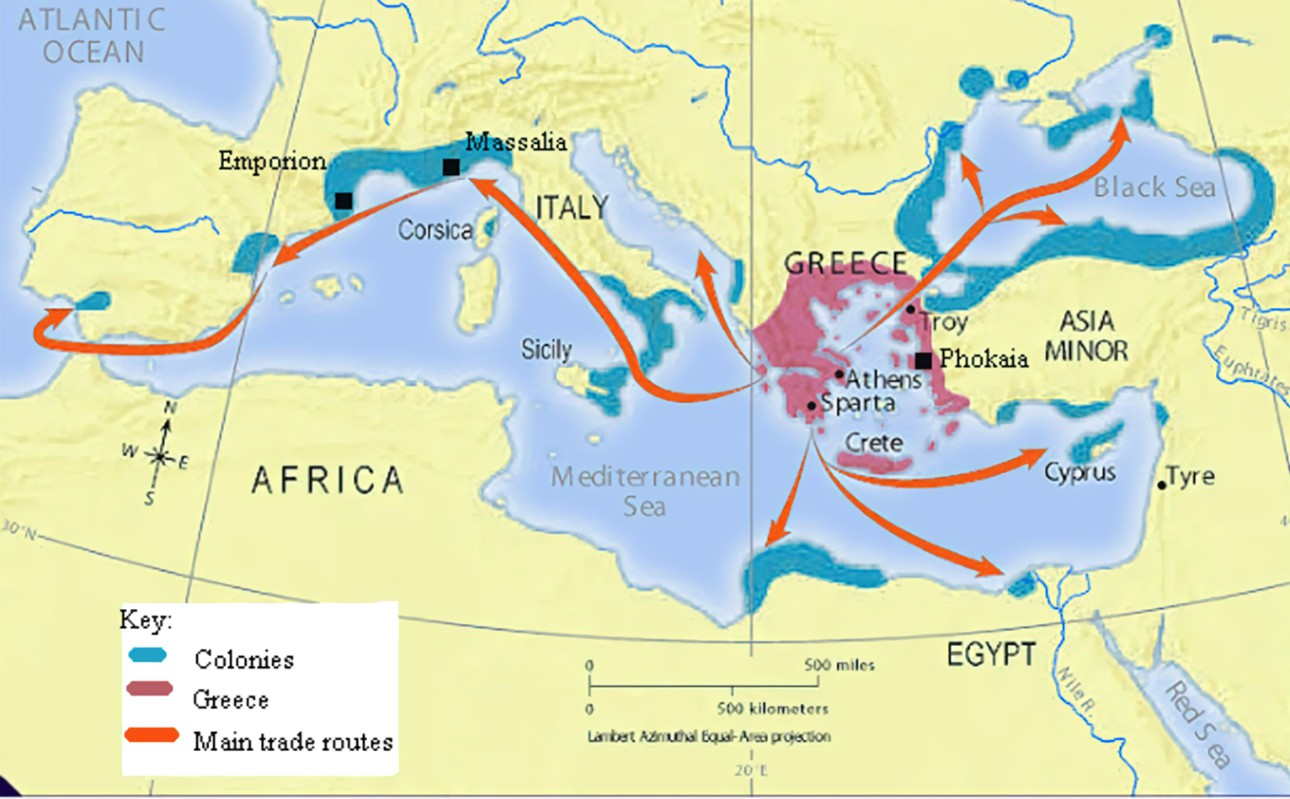 ATLANTIC
OCEAN
Massalia
Emporion
ITALY
Corsica
Black Sea
GREECE
Troy
ASIA
MINOR
Tigris
Euphrates
Sicily
Phokaia
Athens
Sparta
Crete
N
W
E
S
AFRICA
Mediterranean
Sea
Cyprus
Tyre
30°N
Key:
Colonies
Greece
Main trade routes
0
500 miles
0
500 kilometers
Lambert Azimuthal Equal-Area projection
20°E
EGYPT
Nile R.
Red Sea